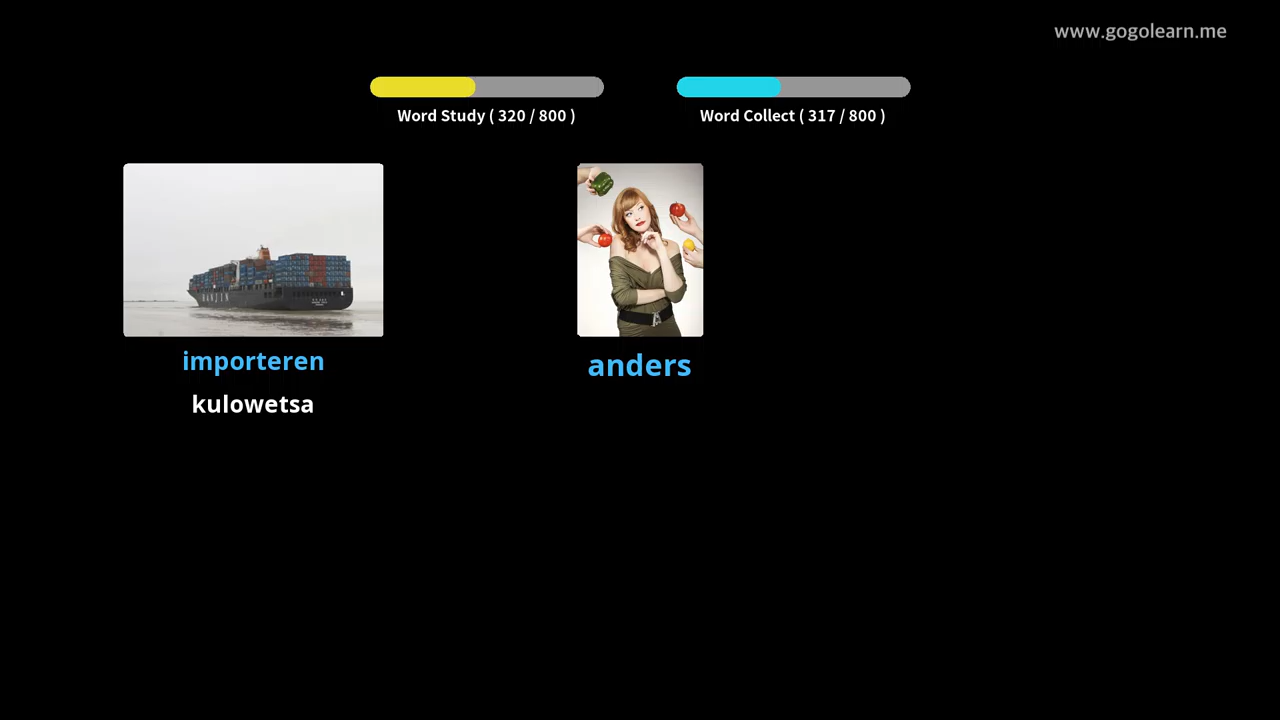 www.gogolearn.me
Word Study ( 320 / 800 )
Word Collect ( 317 / 800 )
importeren
kulowetsa
anders